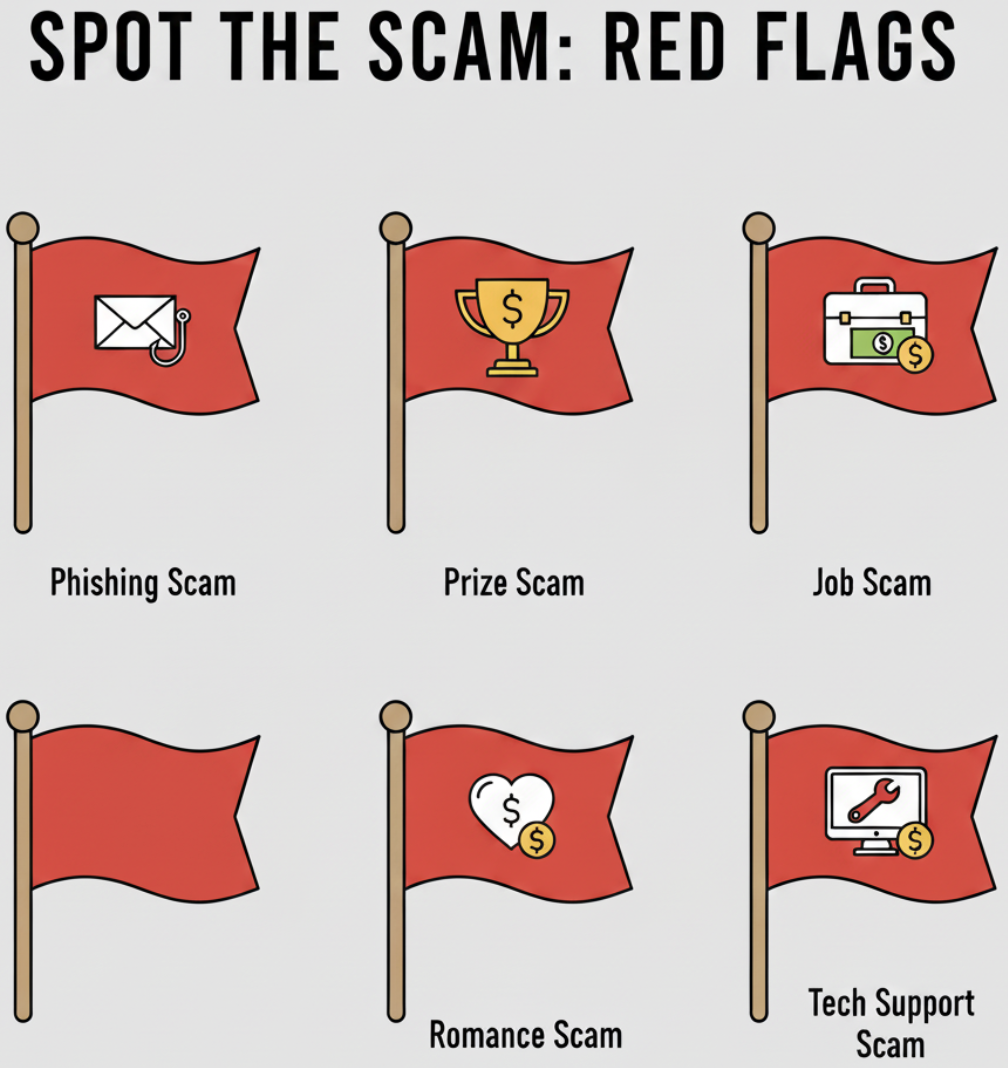 SPOT THE SCAM: RED FLAGS
$
$
$
Phishing Scam
Prize Scam
Job Scam
$
$
$
Romance Scam
Tech Support
Scam